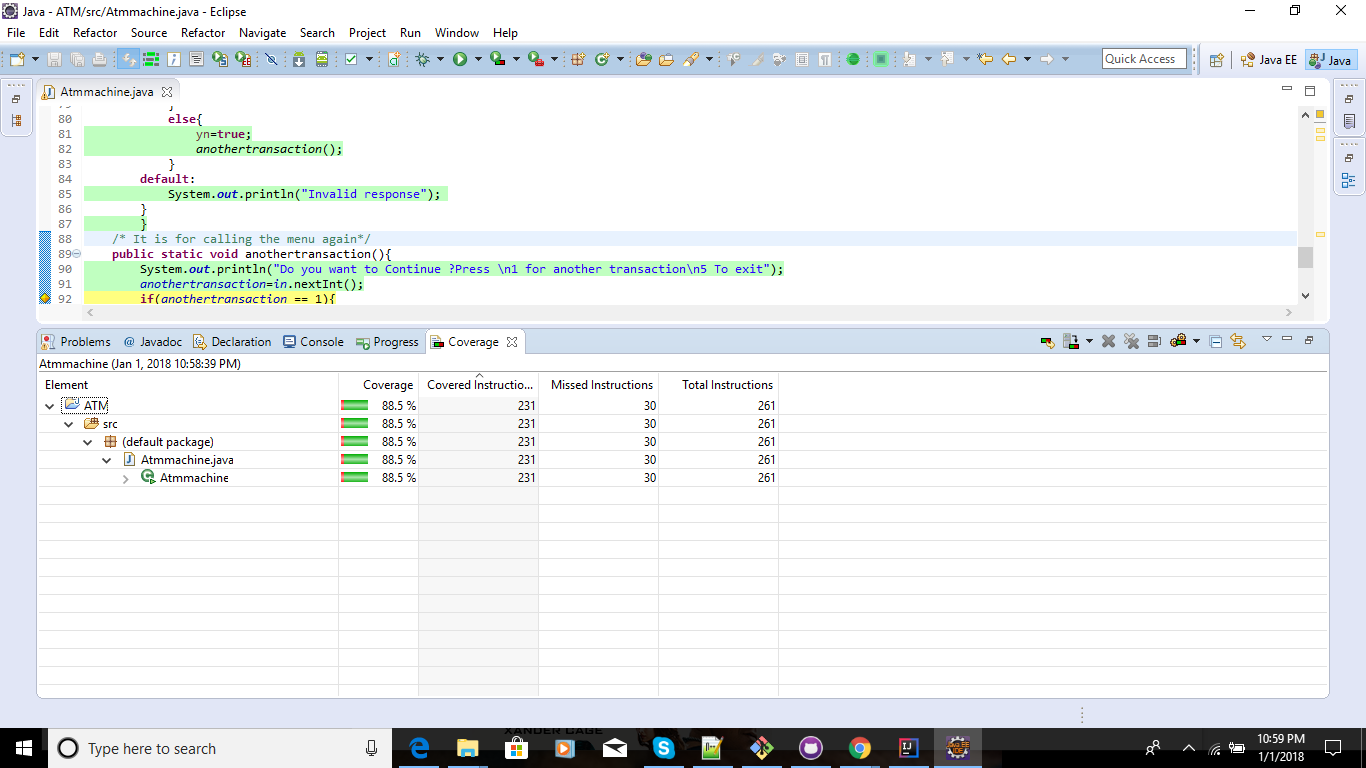 Java - ATM/src/Atmmachine.java - Eclipse
File Edit Refactor Source Refactor Navigate Search Project Run Window Help
Quick Access Java EE Java
Atmmachine.java
80 else{
81 yn=true;
82 anothertransaction();
83 }
84 default:
85 System.out.println("Invalid response");
86 }
87 }
88 /* It is for calling the menu again*/
89 public static void anothertransaction(){
90 System.out.println("Do you want to Continue ?Press \n1 for another transaction\n5 To exit");
91 anothertransaction=in.nextInt();
92 if(anothertransaction == 1){
Problems @ Javadoc Declaration Console Progress Coverage
Atmmachine (Jan 1, 2018 10:58:39 PM)
Element Coverage Covered Instructio... Missed Instructions Total Instructions
ATM 88.5 % 231 30 261
src 88.5 % 231 30 261
(default package) 88.5 % 231 30 261
Atmmachine.java 88.5 % 231 30 261
Atmmachine 88.5 % 231 30 261
XANDER CAGE
Type here to search
10:59 PM
1/1/2018